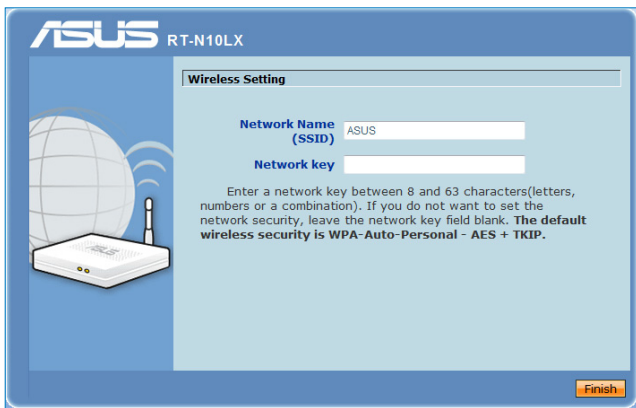 ASUS RT-N10LX
Wireless Setting
Network Name
(SSID)
ASUS
Network key
Enter a network key between 8 and 63 characters(letters,
numbers or a combination). If you do not want to set the
network security, leave the network key field blank. The default
wireless security is WPA-Auto-Personal - AES + TKIP.
ASUS
Finish